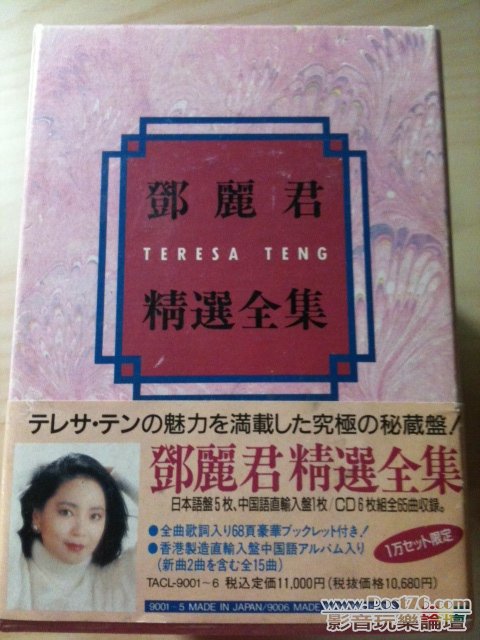 鄧麗君
TERESA TENG
精選全集
テレサ・テンの魅力を満載した究極の秘蔵盤!
鄧麗君精選全集
日本語盤5枚、中国語直輸入盤1枚/CD6枚組全85曲収録。
●全曲歌詞入り68頁豪華ブックレット付き!
●香港製造直輸入盤中国語アルバム入り
(新曲2曲を含む全15曲)
1万セット限定
TACL-9001~6 税込定価11,000円(税抜価格10,680円)
9001~5 MADE IN JAPAN/9006 MADE
www.Post76.com
影音玩樂論壇